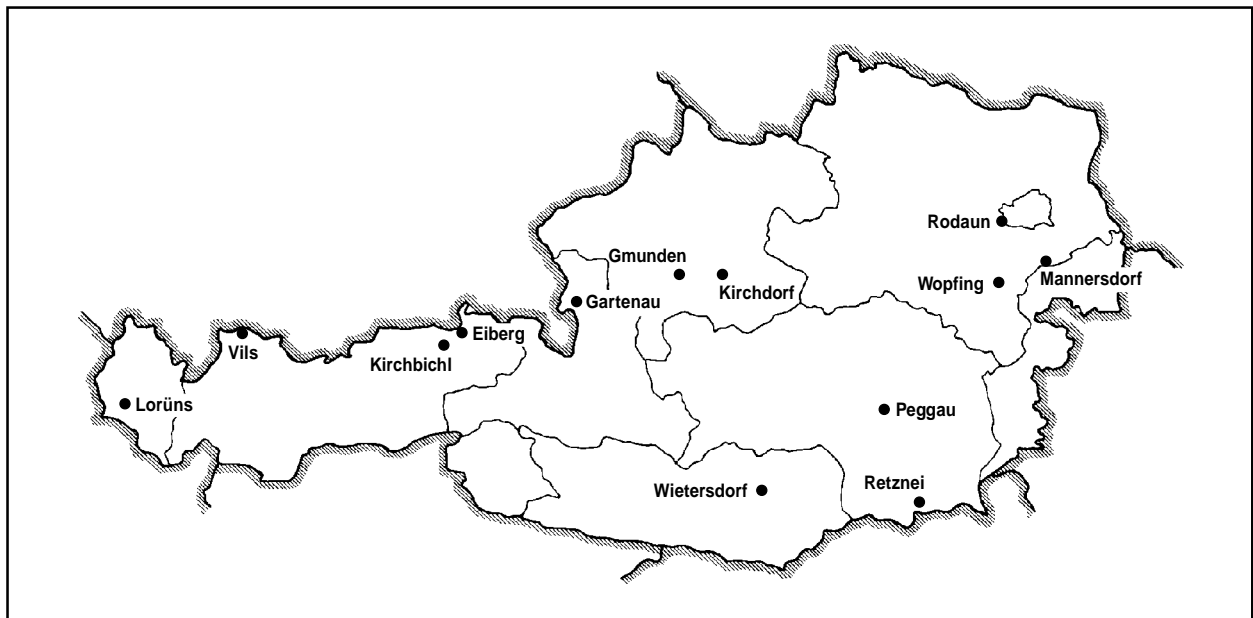 Rodaun
Gmunden
Kirchdorf
Wopfing
Mannersdorf
Gartenau
Eiberg
Vils
Kirchbichl
Lorüns
Peggau
Wietersdorf
Retznei